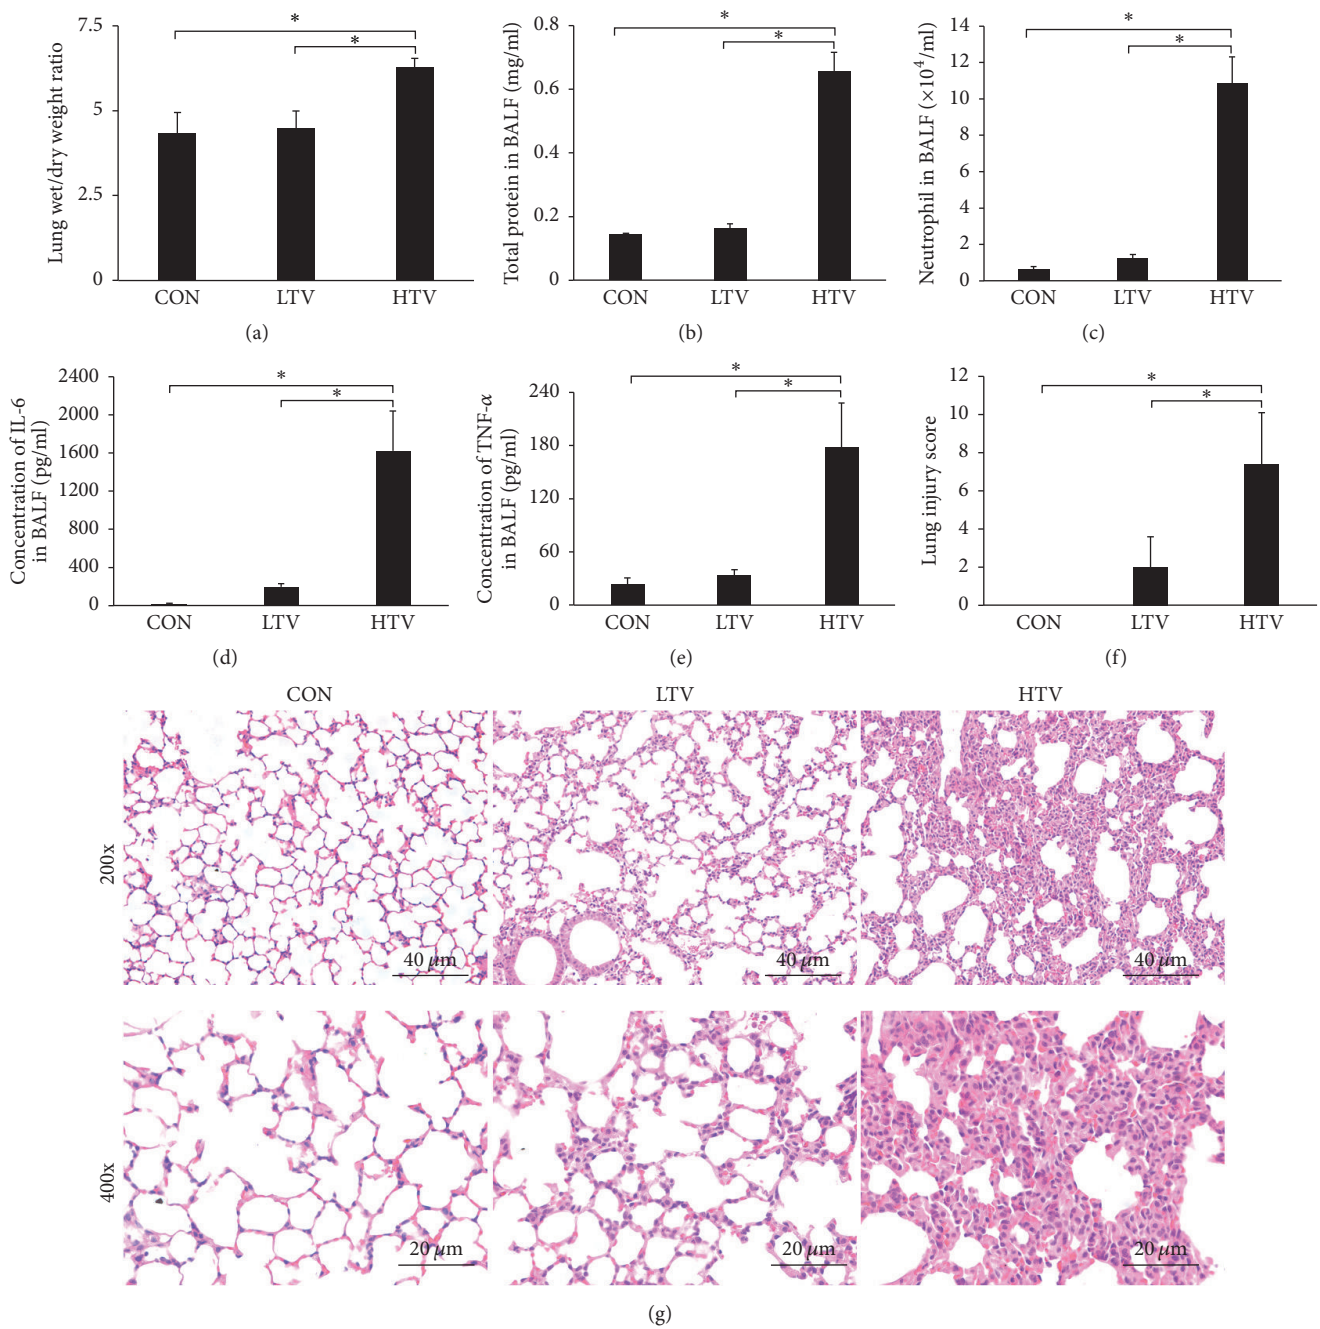 Lung wet/dry weight ratio
7.5
5
2.5
0
*
*
CON LTV HTV
(a)
Total protein in BALF (mg/ml)
0.8
0.6
0.4
0.2
0
*
*
CON LTV HTV
(b)
Neutrophil in BALF (×10⁴/ml)
14
12
10
8
6
4
2
0
*
*
CON LTV HTV
(c)
Concentration of IL-6
in BALF (pg/ml)
2400
2000
1600
1200
800
400
0
*
*
CON LTV HTV
(d)
Concentration of TNF-α
in BALF (pg/ml)
240
180
120
60
0
*
*
CON LTV HTV
(e)
Lung injury score
12
10
8
6
4
2
0
*
*
CON LTV HTV
(f)
CON LTV HTV
200x
40 μm 40 μm 40 μm
400x
20 μm 20 μm 20 μm
(g)